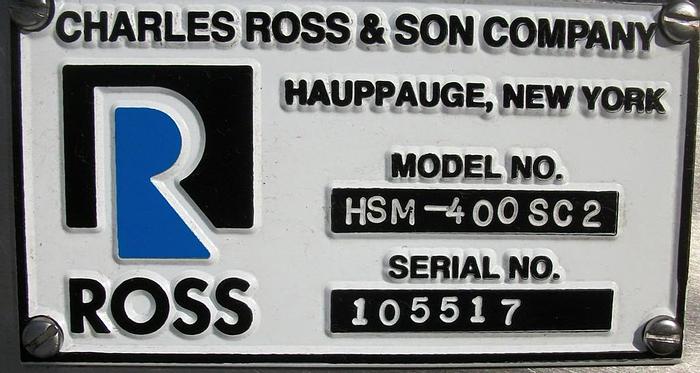 CHARLES ROSS & SON COMPANY
HAUPPAUGE, NEW YORK
MODEL NO.
HSM-400SC2
SERIAL NO.
105517
R
ROSS